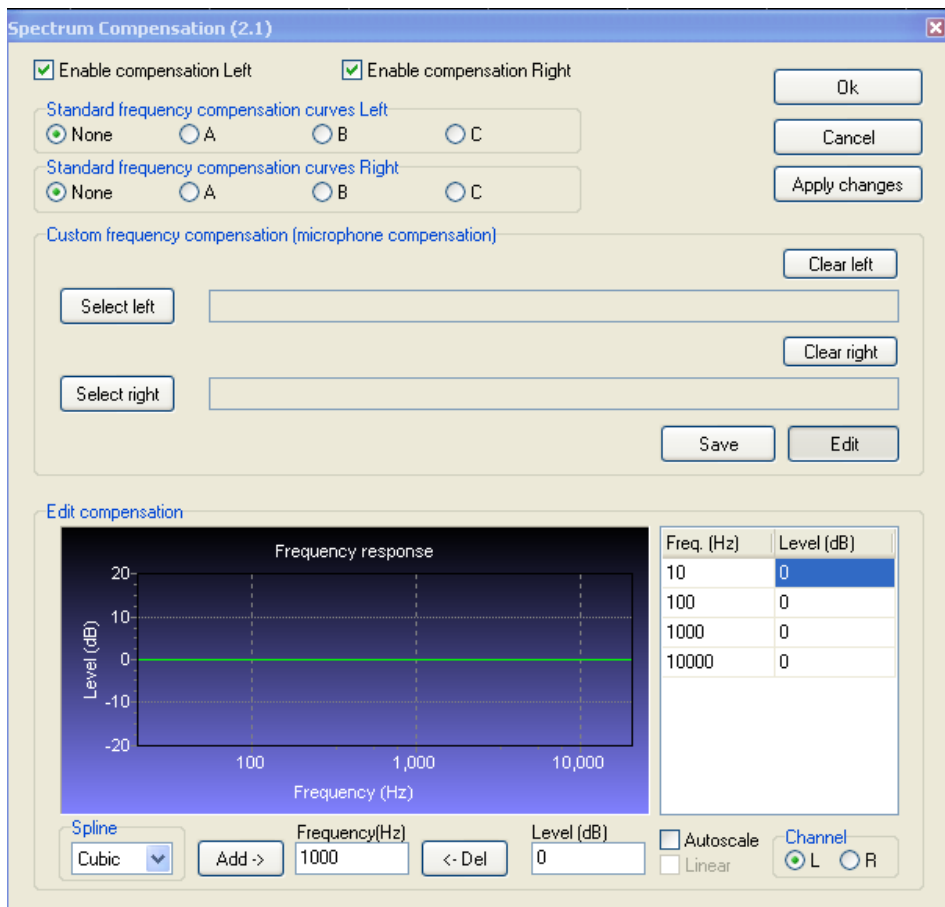 Spectrum Compensation (2.1)
Enable compensation Left
Enable compensation Right
Ok
Standard frequency compensation curves Left
None A B C
Cancel
Standard frequency compensation curves Right
None A B C
Apply changes
Custom frequency compensation (microphone compensation)
Clear left
Select left
Clear right
Select right
Save
Edit
Edit compensation
Frequency response
20
10
0
-10
-20
Level (dB)
100 1,000 10,000
Frequency (Hz)
Freq. (Hz) Level (dB)
10 0
100 0
1000 0
10000 0
Spline
Cubic
Add ->
Frequency(Hz)
1000
<- Del
Level (dB)
0
Autoscale
Linear
Channel
L R